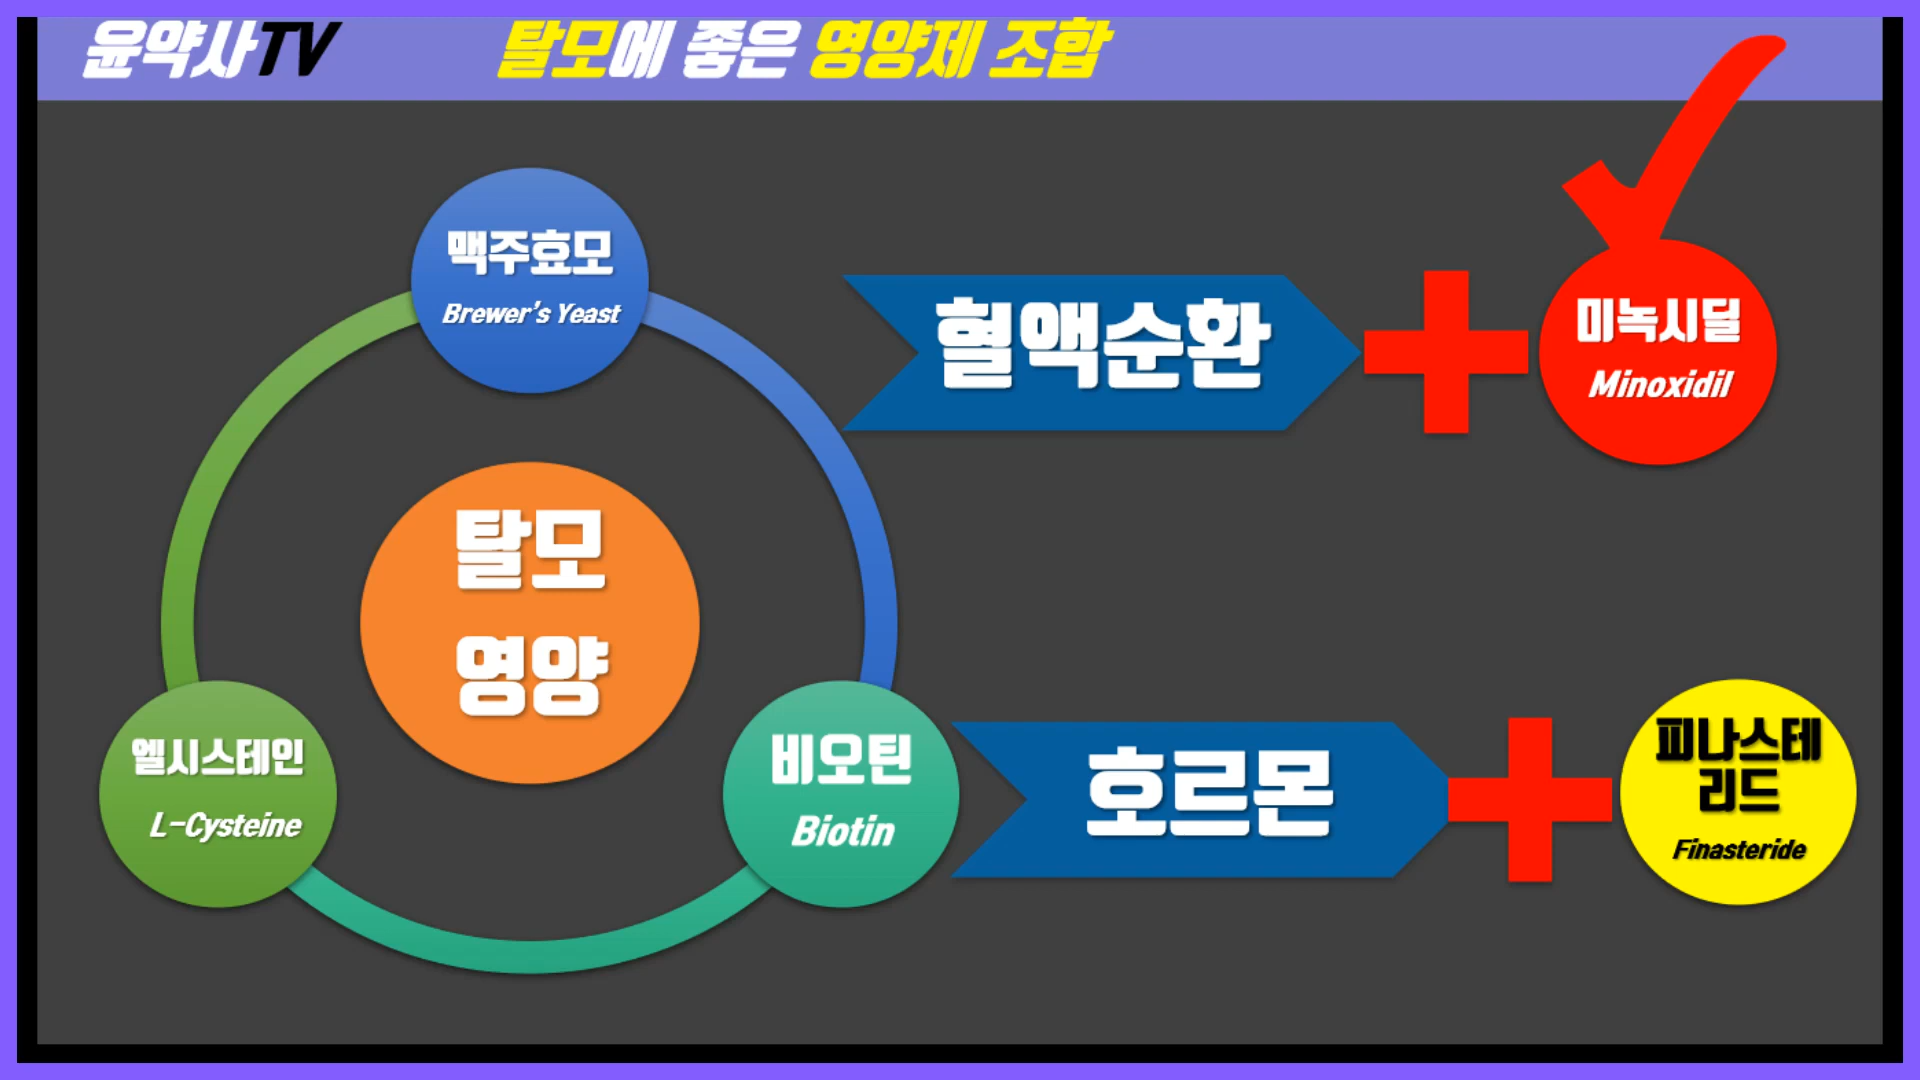 윤약사TV
탈모에 좋은 영양제 조합
맥주효모
Brewer's Yeast
혈액순환
미녹시딜
Minoxidil
탈모
영양
엘시스테인
L-Cysteine
비오틴
Biotin
호르몬
피나스테
리드
Finasteride